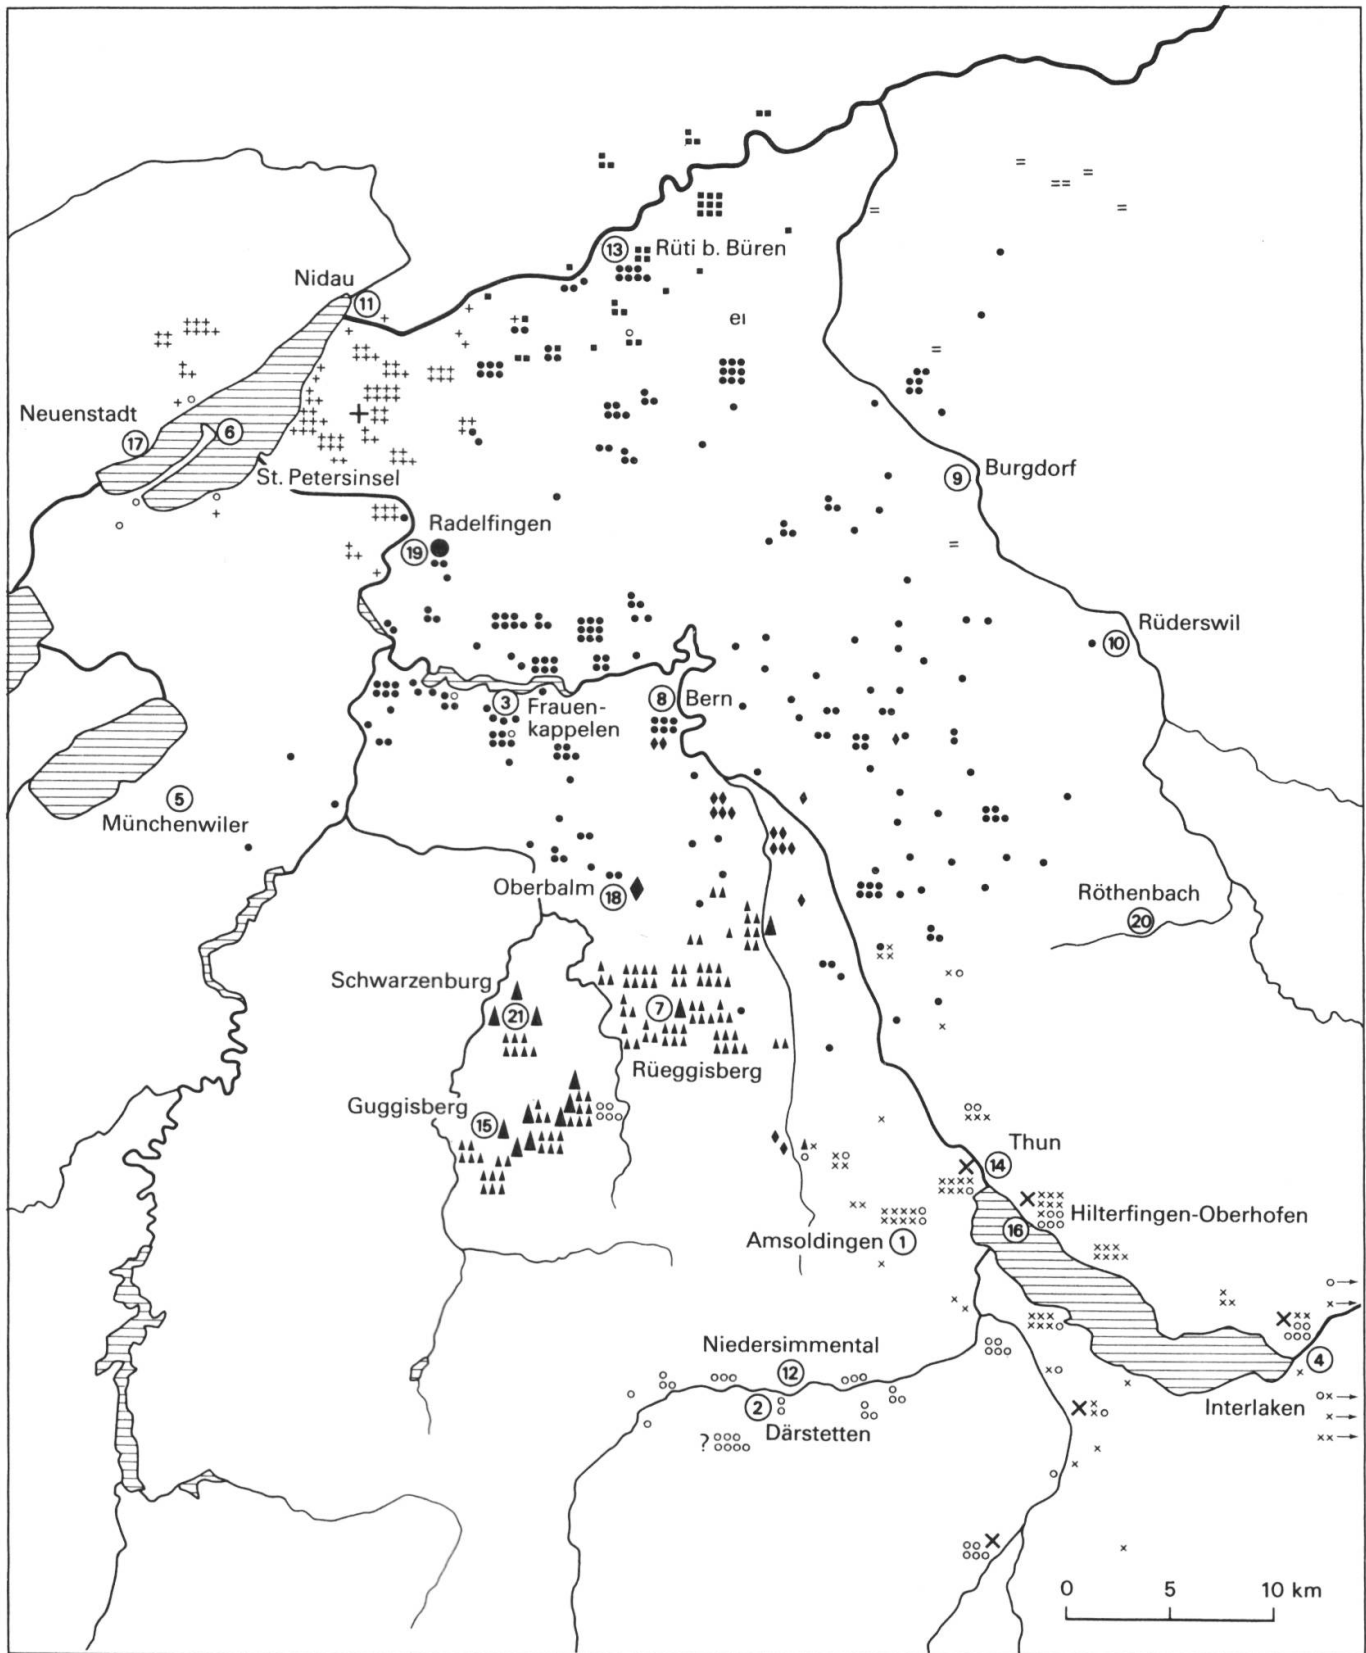 13 Rüti b. Büren
Nidau
11
eı
Neuenstadt
17
6
St. Petersinsel
9 Burgdorf
Radelfingen
19
Rüderswil
10
8 Bern
3 Frauen-
kappelen
5
Münchenwiler
Oberbalm
18
Röthenbach
20
Schwarzenburg
21
7
Rüeggisberg
Guggisberg
15
Thun
14
Hilterfingen-Oberhofen
16
Amsoldingen 1
Niedersimmental
12
4
Interlaken
2
Därstetten
?
0 5 10 km